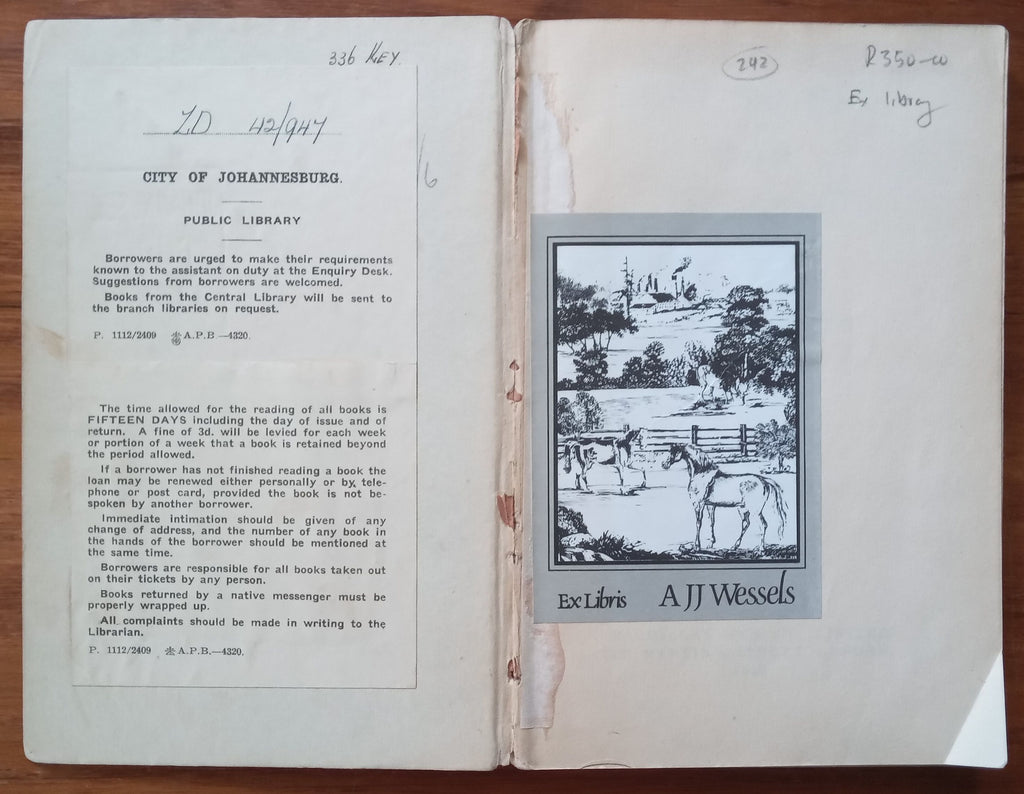 336 KEY.
ZD 42/947
CITY OF JOHANNESBURG.
PUBLIC LIBRARY
Borrowers are urged to make their requirements
known to the assistant on duty at the Enquiry Desk.
Suggestions from borrowers are welcomed.
Books from the Central Library will be sent to
the branch libraries on request.
P. 1112/2409 A.P.B.—4320.
The time allowed for the reading of all books is
FIFTEEN DAYS including the day of issue and of
return. A fine of 3d. will be levied for each week
or portion of a week that a book is retained beyond
the period allowed.
If a borrower has not finished reading a book the
loan may be renewed either personally or by tele-
phone or post card, provided the book is not be-
spoken by another borrower.
Immediate intimation should be given of any
change of address, and the number of any book in
the hands of the borrower should be mentioned at
the same time.
Borrowers are responsible for all books taken out
on their tickets by any person.
Books returned by a native messenger must be
properly wrapped up.
All complaints should be made in writing to the
Librarian.
P. 1112/2409 A.P.B.—4320.
/6
242
R350-00
Ex library
Ex Libris A JJ Wessels